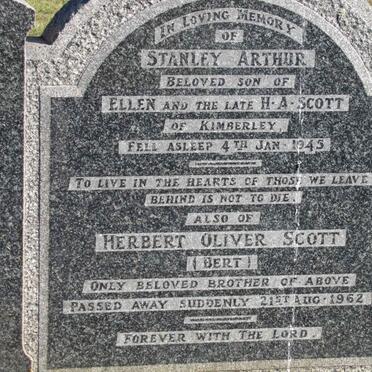 IN LOVING MEMORY
OF
STANLEY ARTHUR
BELOVED SON OF
ELLEN AND THE LATE H·A·SCOTT
OF KIMBERLEY
FELL ASLEEP 4TH JAN. 1945
TO LIVE IN THE HEARTS OF THOSE WE LEAVE
BEHIND IS NOT TO DIE.
ALSO OF
HERBERT OLIVER SCOTT
(BERT)
ONLY BELOVED BROTHER OF ABOVE
PASSED AWAY SUDDENLY 21ST AUG. 1962
FOREVER WITH THE LORD.